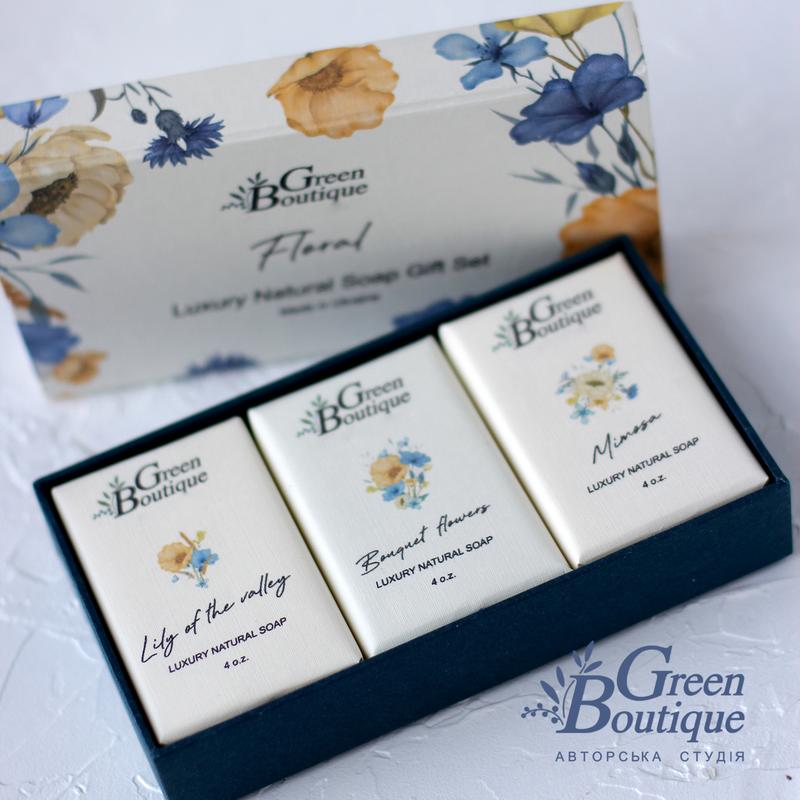 Green
Boutique
Floral
Luxury Natural Soap Gift Set
Made in Ukraine
Green
Boutique
Mimosa
LUXURY NATURAL SOAP
4 o.z.
Green
Boutique
Bouquet flowers
LUXURY NATURAL SOAP
4 o.z.
Green
Boutique
Lily of the valley
LUXURY NATURAL SOAP
4 o.z.
Green
Boutique
АВТОРСЬКА СТУДІЯ